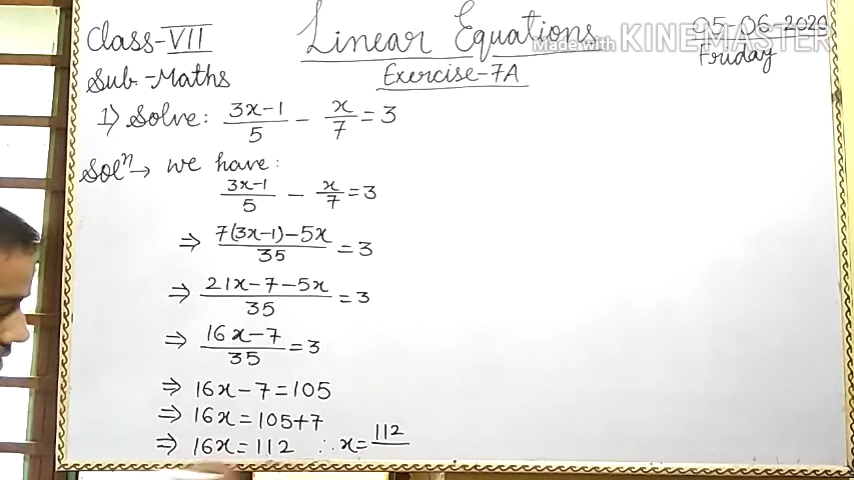 Class-VII Linear Equations 05-06-2020
Made with KINEMASTER
Sub.-Maths Exercise-7A Friday
1) Solve: (3x-1)/5 - x/7 = 3
Solⁿ → we have:
(3x-1)/5 - x/7 = 3
⇒ (7(3x-1)-5x)/35 = 3
⇒ (21x-7-5x)/35 = 3
⇒ (16x-7)/35 = 3
⇒ 16x-7=105
⇒ 16x=105+7
⇒ 16x=112 ∴ x=112/